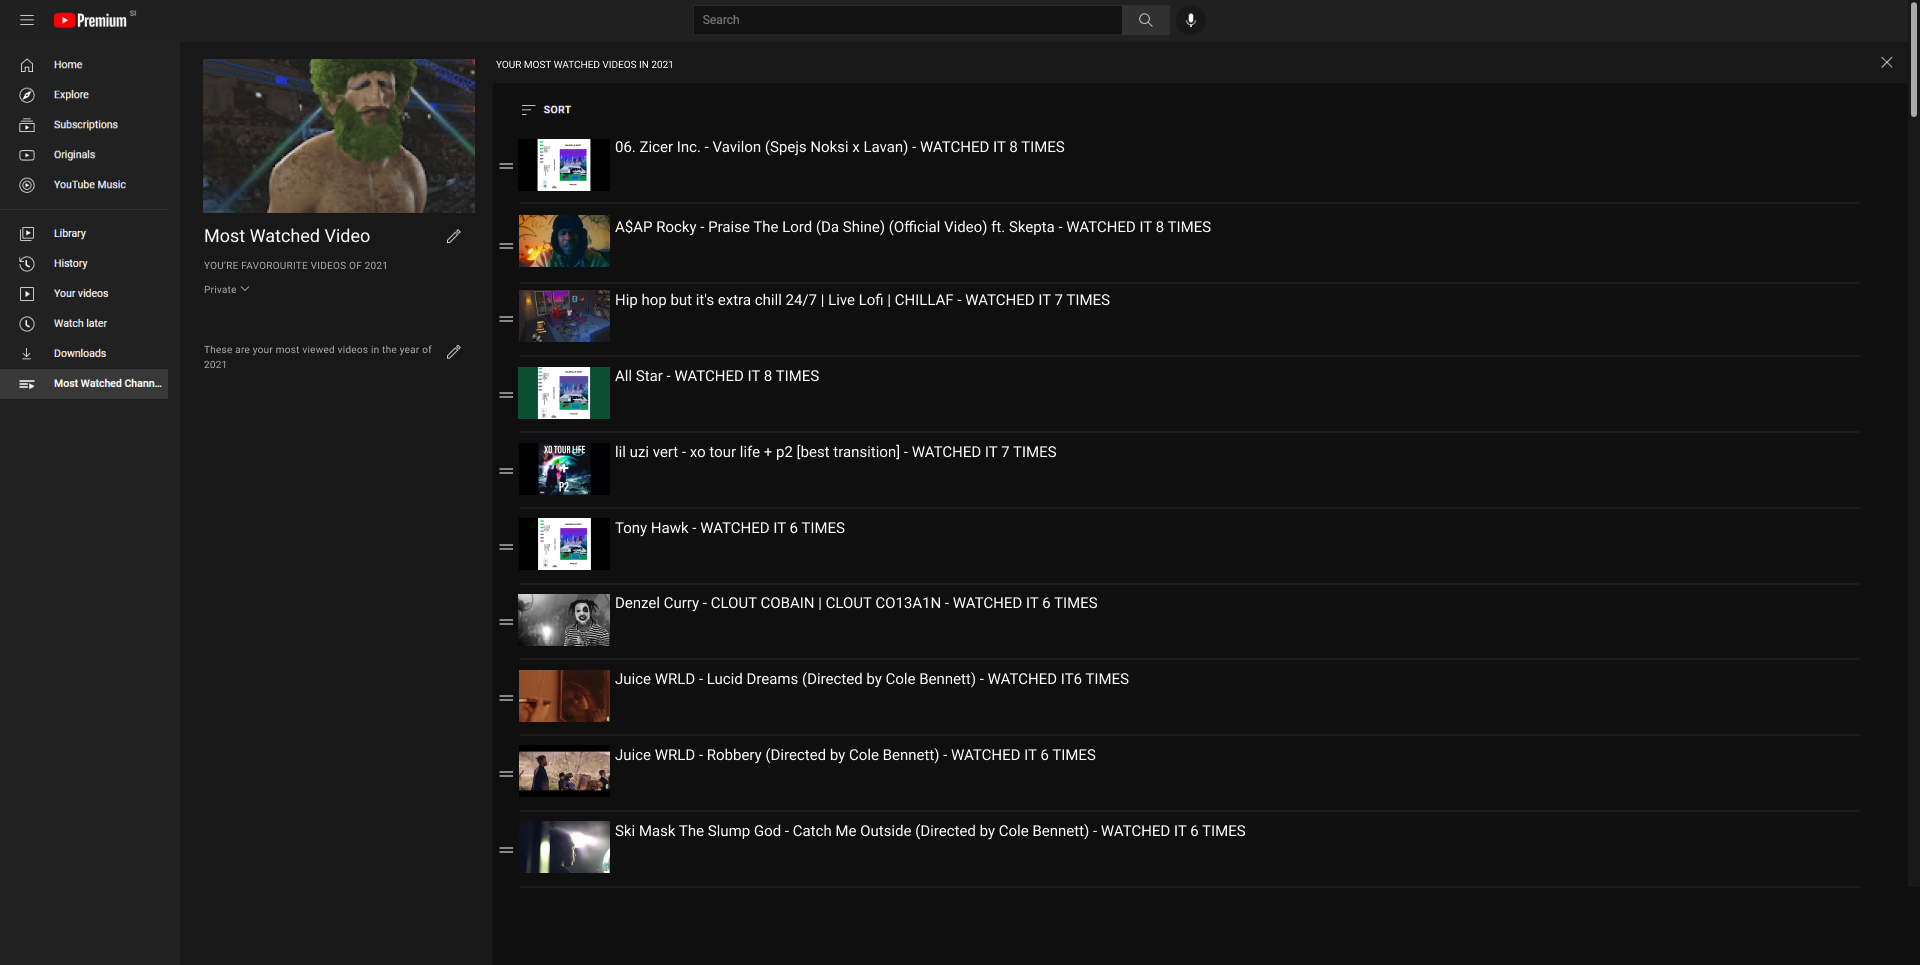 Premium SI
Search
Home
Explore
Subscriptions
Originals
YouTube Music
Library
History
Your videos
Watch later
Downloads
Most Watched Chann...
Most Watched Video
YOU'RE FAVOROURITE VIDEOS OF 2021
Private
These are your most viewed videos in the year of
2021
YOUR MOST WATCHED VIDEOS IN 2021
SORT
06. Zicer Inc. - Vavilon (Spejs Noksi x Lavan) - WATCHED IT 8 TIMES
A$AP Rocky - Praise The Lord (Da Shine) (Official Video) ft. Skepta - WATCHED IT 8 TIMES
Hip hop but it's extra chill 24/7 | Live Lofi | CHILLAF - WATCHED IT 7 TIMES
All Star - WATCHED IT 8 TIMES
XO TOUR LIFE
+
P2
lil uzi vert - xo tour life + p2 [best transition] - WATCHED IT 7 TIMES
Tony Hawk - WATCHED IT 6 TIMES
Denzel Curry - CLOUT COBAIN | CLOUT CO13A1N - WATCHED IT 6 TIMES
Juice WRLD - Lucid Dreams (Directed by Cole Bennett) - WATCHED IT6 TIMES
Juice WRLD - Robbery (Directed by Cole Bennett) - WATCHED IT 6 TIMES
Ski Mask The Slump God - Catch Me Outside (Directed by Cole Bennett) - WATCHED IT 6 TIMES